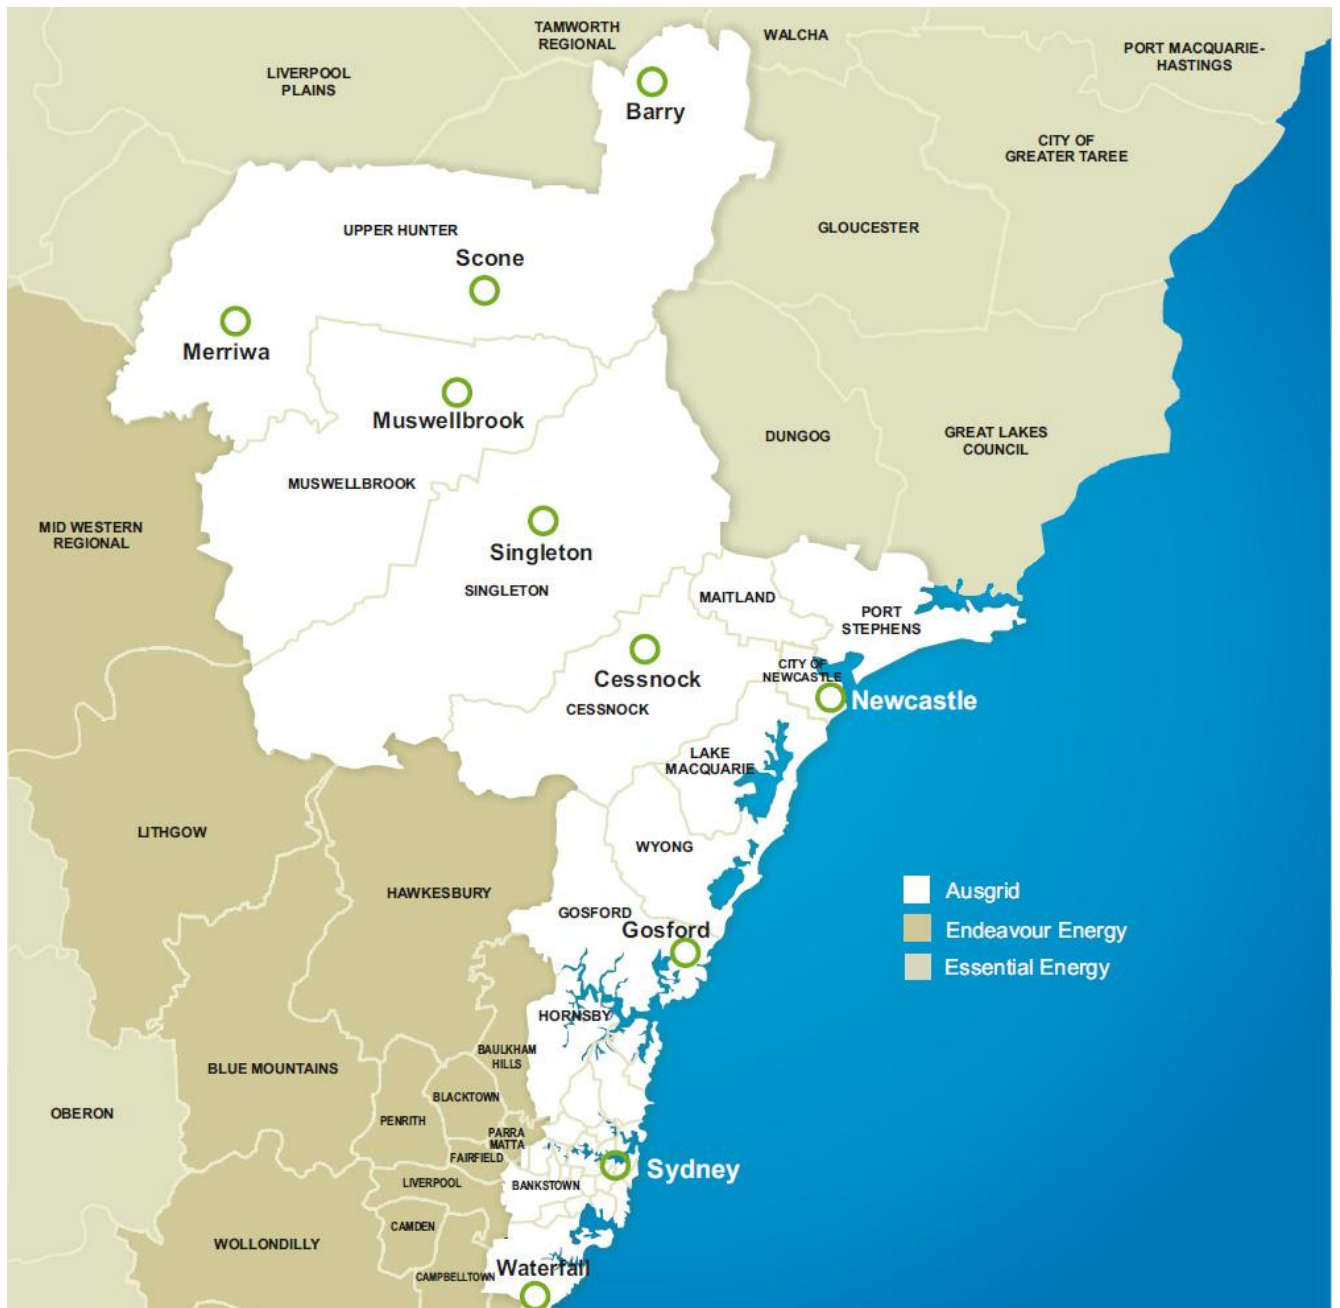 TAMWORTH
REGIONAL
WALCHA
PORT MACQUARIE-
HASTINGS
LIVERPOOL
PLAINS
Barry
CITY OF
GREATER TAREE
UPPER HUNTER
GLOUCESTER
Scone
Merriwa
Muswellbrook
DUNGOG
GREAT LAKES
COUNCIL
MUSWELLBROOK
MID WESTERN
REGIONAL
Singleton
SINGLETON
MAITLAND
PORT
STEPHENS
CITY OF
NEWCASTLE
Cessnock
CESSNOCK
Newcastle
LAKE
MACQUARIE
LITHGOW
WYONG
HAWKESBURY
Ausgrid
GOSFORD
Gosford
Endeavour Energy
Essential Energy
HORNSBY
BAULKHAM
HILLS
BLUE MOUNTAINS
BLACKTOWN
OBERON
PENRITH
PARRA
MATTA
FAIRFIELD
Sydney
LIVERPOOL
BANKSTOWN
CAMDEN
WOLLONDILLY
Waterfall
CAMPBELLTOWN